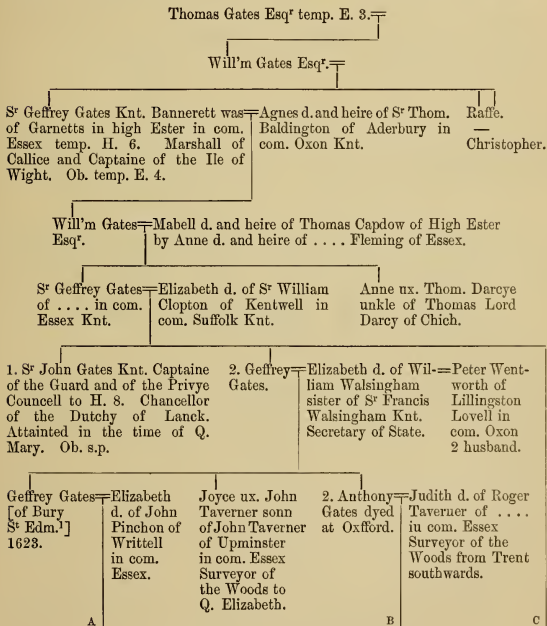 Thomas Gates Esqʳ temp. E. 3.
Will'm Gates Esqʳ.
Sʳ Geffrey Gates Knt. Bannerett was
of Garnetts in high Ester in com.
Essex temp. H. 6. Marshall of
Callice and Captaine of the Ile of
Wight. Ob. temp. E. 4.
Agnes d. and heire of Sʳ Thom.
Baldington of Aderbury in
com. Oxon Knt.
Raffe.
—
Christopher.
Will'm Gates
Esqʳ.
Mabell d. and heire of Thomas Capdow of High Ester
by Anne d. and heire of . . . . Fleming of Essex.
Sʳ Geffrey Gates
of . . . . in com.
Essex Knt.
Elizabeth d. of Sʳ William
Clopton of Kentwell in
com. Suffolk Knt.
Anne ux. Thom. Darcye
unkle of Thomas Lord
Darcy of Chich.
1. Sʳ John Gates Knt. Captaine
of the Guard and of the Privye
Councell to H. 8. Chancellor
of the Dutchy of Lanck.
Attainted in the time of Q.
Mary. Ob. s.p.
2. Geffrey
Gates.
Elizabeth d. of Wil-
liam Walsingham
sister of Sʳ Francis
Walsingham Knt.
Secretary of State.
Peter Went-
worth of
Lillingston
Lovell in
com. Oxon
2 husband.
Geffrey Gates
[of Bury
Sᵗ Edm.¹]
1623.
Elizabeth
d. of John
Pinchon of
Writtell
in com.
Essex.
Joyce ux. John
Taverner sonn
of John Taverner
of Upminster
in com. Essex
Surveyor of
the Woods to
Q. Elizabeth.
2. Anthony
Gates dyed
at Oxfford.
Judith d. of Roger
Taverner of . . . .
iu com. Essex
Surveyor of the
Woods from Trent
southwards.
A
B
C